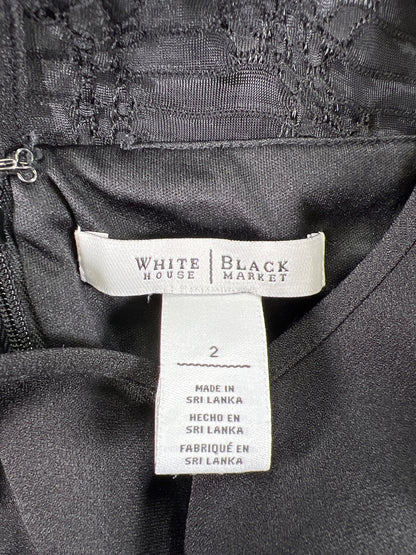 WHITE | BLACK
HOUSE | MARKET
2
MADE IN
SRI LANKA
HECHO EN
SRI LANKA
FABRIQUÉ EN
SRI LANKA